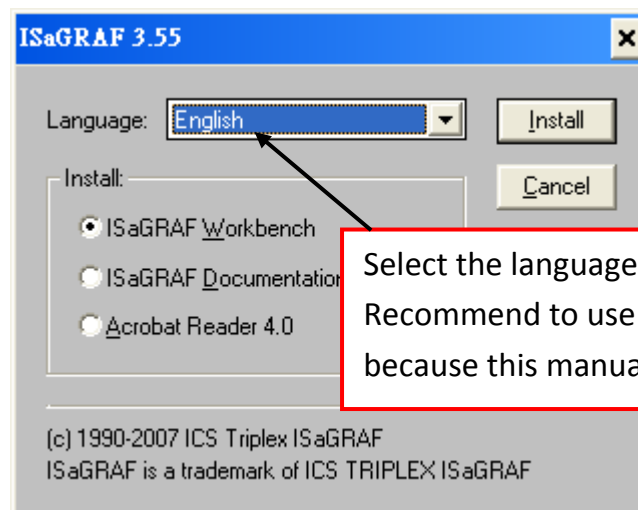 ISaGRAF 3.55
Language: English Install
Install: Cancel
ISaGRAF Workbench
ISaGRAF Documentation
Acrobat Reader 4.0
Select the language
Recommend to use
because this manua
(c) 1990-2007 ICS Triplex ISaGRAF
ISaGRAF is a trademark of ICS TRIPLEX ISaGRAF